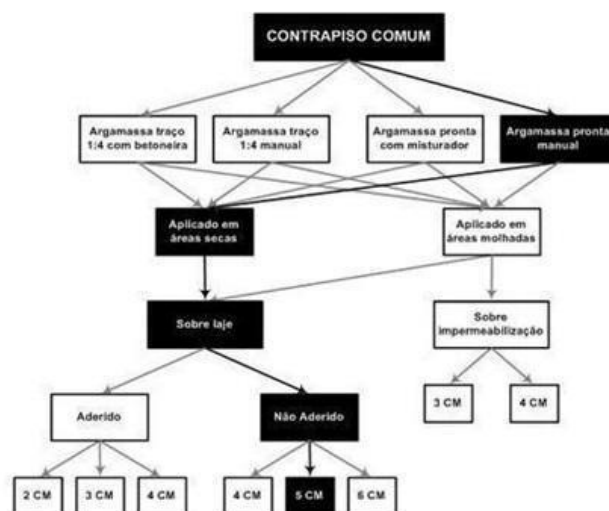 CONTRAPISO COMUM
Argamassa traço
1:4 com betoneira
Argamassa traço
1:4 manual
Argamassa pronta
com misturador
Argamassa pronta
manual
Aplicado em
áreas secas
Aplicado em
áreas molhadas
Sobre laje
Sobre
impermeabilização
3 CM
4 CM
Aderido
Não Aderido
2 CM
3 CM
4 CM
4 CM
5 CM
6 CM